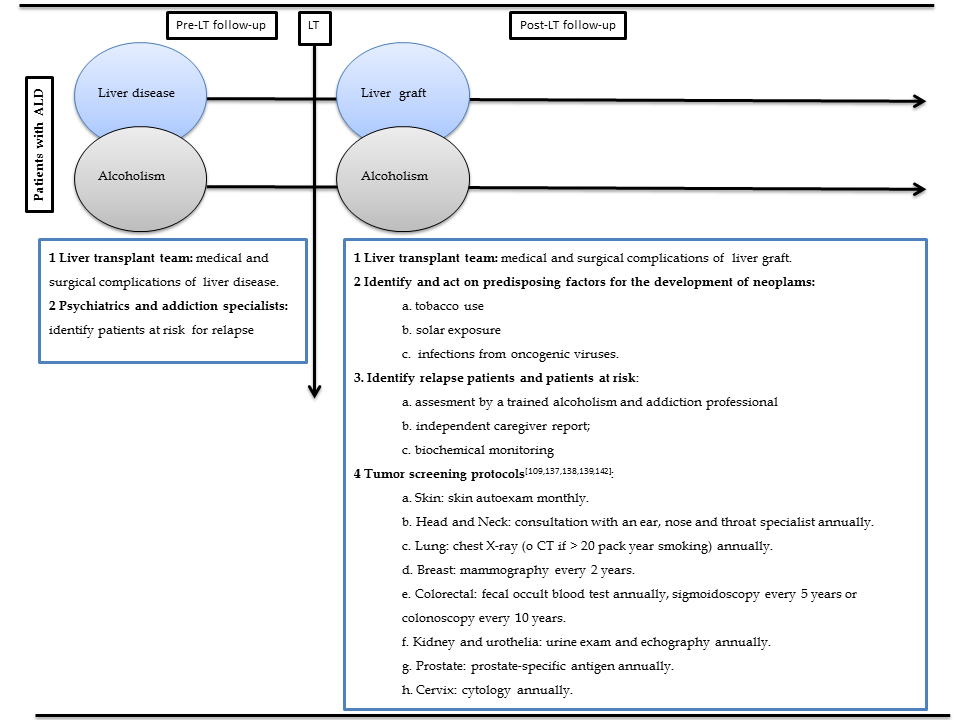 Pre-LT follow-up
LT
Post-LT follow-up
Patients with ALD
Liver disease
Liver graft
Alcoholism
Alcoholism
1 Liver transplant team: medical and
surgical complications of liver disease.
2 Psychiatrics and addiction specialists:
identify patients at risk for relapse
1 Liver transplant team: medical and surgical complications of liver graft.
2 Identify and act on predisposing factors for the development of neoplams:
a. tobacco use
b. solar exposure
c. infections from oncogenic viruses.
3. Identify relapse patients and patients at risk:
a. assesment by a trained alcoholism and addiction professional
b. independent caregiver report;
c. biochemical monitoring
4 Tumor screening protocols[109,137,138,139,142]:
a. Skin: skin autoexam monthly.
b. Head and Neck: consultation with an ear, nose and throat specialist annually.
c. Lung: chest X-ray (o CT if > 20 pack year smoking) annually.
d. Breast: mammography every 2 years.
e. Colorectal: fecal occult blood test annually, sigmoidoscopy every 5 years or
colonoscopy every 10 years.
f. Kidney and urothelia: urine exam and echography annually.
g. Prostate: prostate-specific antigen annually.
h. Cervix: cytology annually.